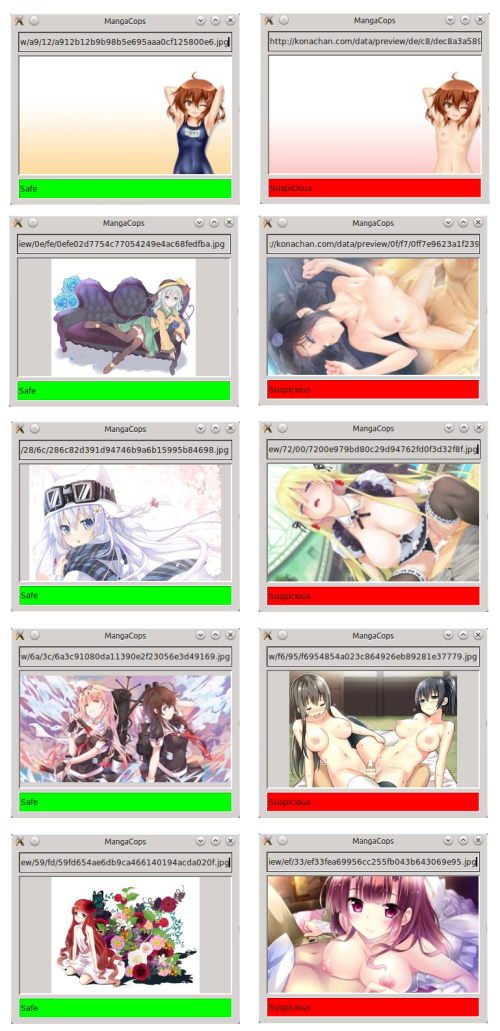 MangaCops
MangaCops
w/a9/12/a912b12b9b98b5e695aaa0cf125800e6.jpg
http://konachan.com/data/preview/de/c8/dec8a3a589
Safe
Suspicious
MangaCops
MangaCops
iew/0e/fe/0efe02d7754c77054249e4ac68fedfba.jpg
://konachan.com/data/preview/0f/f7/0ff7e9623a1f239
Safe
Suspicious
MangaCops
MangaCops
/28/6c/286c82d391d94746b9a6b15995b84698.jpg
ew/72/00/7200e979bd80c29d94762fd0f3d32f8f.jpg
Safe
Suspicious
MangaCops
MangaCops
w/6a/3c/6a3c91080da11390e2f23056e3d49169.jpg
w/f6/95/f6954854a023c864926eb89281e37779.jpg
Safe
Suspicious
MangaCops
MangaCops
ew/59/fd/59fd654ae6db9ca466140194acda020f.jpg
iew/ef/33/ef33fea69956cc255fb043b643069e95.jpg
Safe
Suspicious